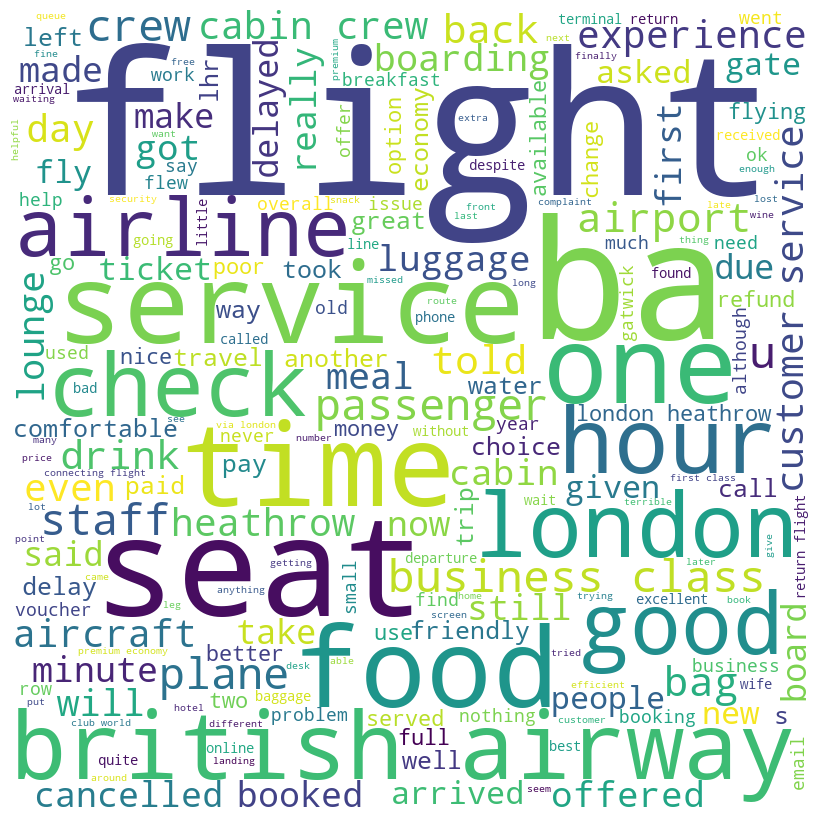 queue
left
crew
cabin crew
back
terminal
return
went
fine
work
free
next
boarding
finally
experience
premium
made
arrival
waiting
flight
lhr
delayed
really
breakfast
asked
gate
make
option
economy
offer
available
change
first
flying
helpful
day
want
got
extra
received
say
despite
ok
enough
fly
flew
help
security
snack
overall
issue
front
last
complaint
airport
late
lost
wine
airline
little
great
going
line
much
need
customer service
go
ticket
poor
took
luggage
thing
due
lounge
missed
long
found
service
ba
gatwick
refund
used
way
old
route
phone
although
nice
travel
another
called
told
one
u
bad
check
meal
water
passenger
see
comfortable
via london
never
money
without
year
london heathrow
many
number
choice
hour
price
drink
time
connecting flight
pay
cabin
first class
even
paid
trip
given
call
lot
wait
terrible
staff
heathrow
now
london
later
give
return flight
point
said
seat
getting
departure
came
delay
anything
small
find
home
business class
trying
book
voucher
leg
screen
still
excellent
aircraft
take
use
friendly
good
better
desk
able
tried
wife
board
premium economy
minute
plane
food
business
row
put
hotel
baggage
efficient
people
bag
club world
will
two
served
nothing
customer
booking
new
different
problem
full
s
british airway
quite
online
landing
well
best
email
around
seem
cancelled
booked
arrived
offered